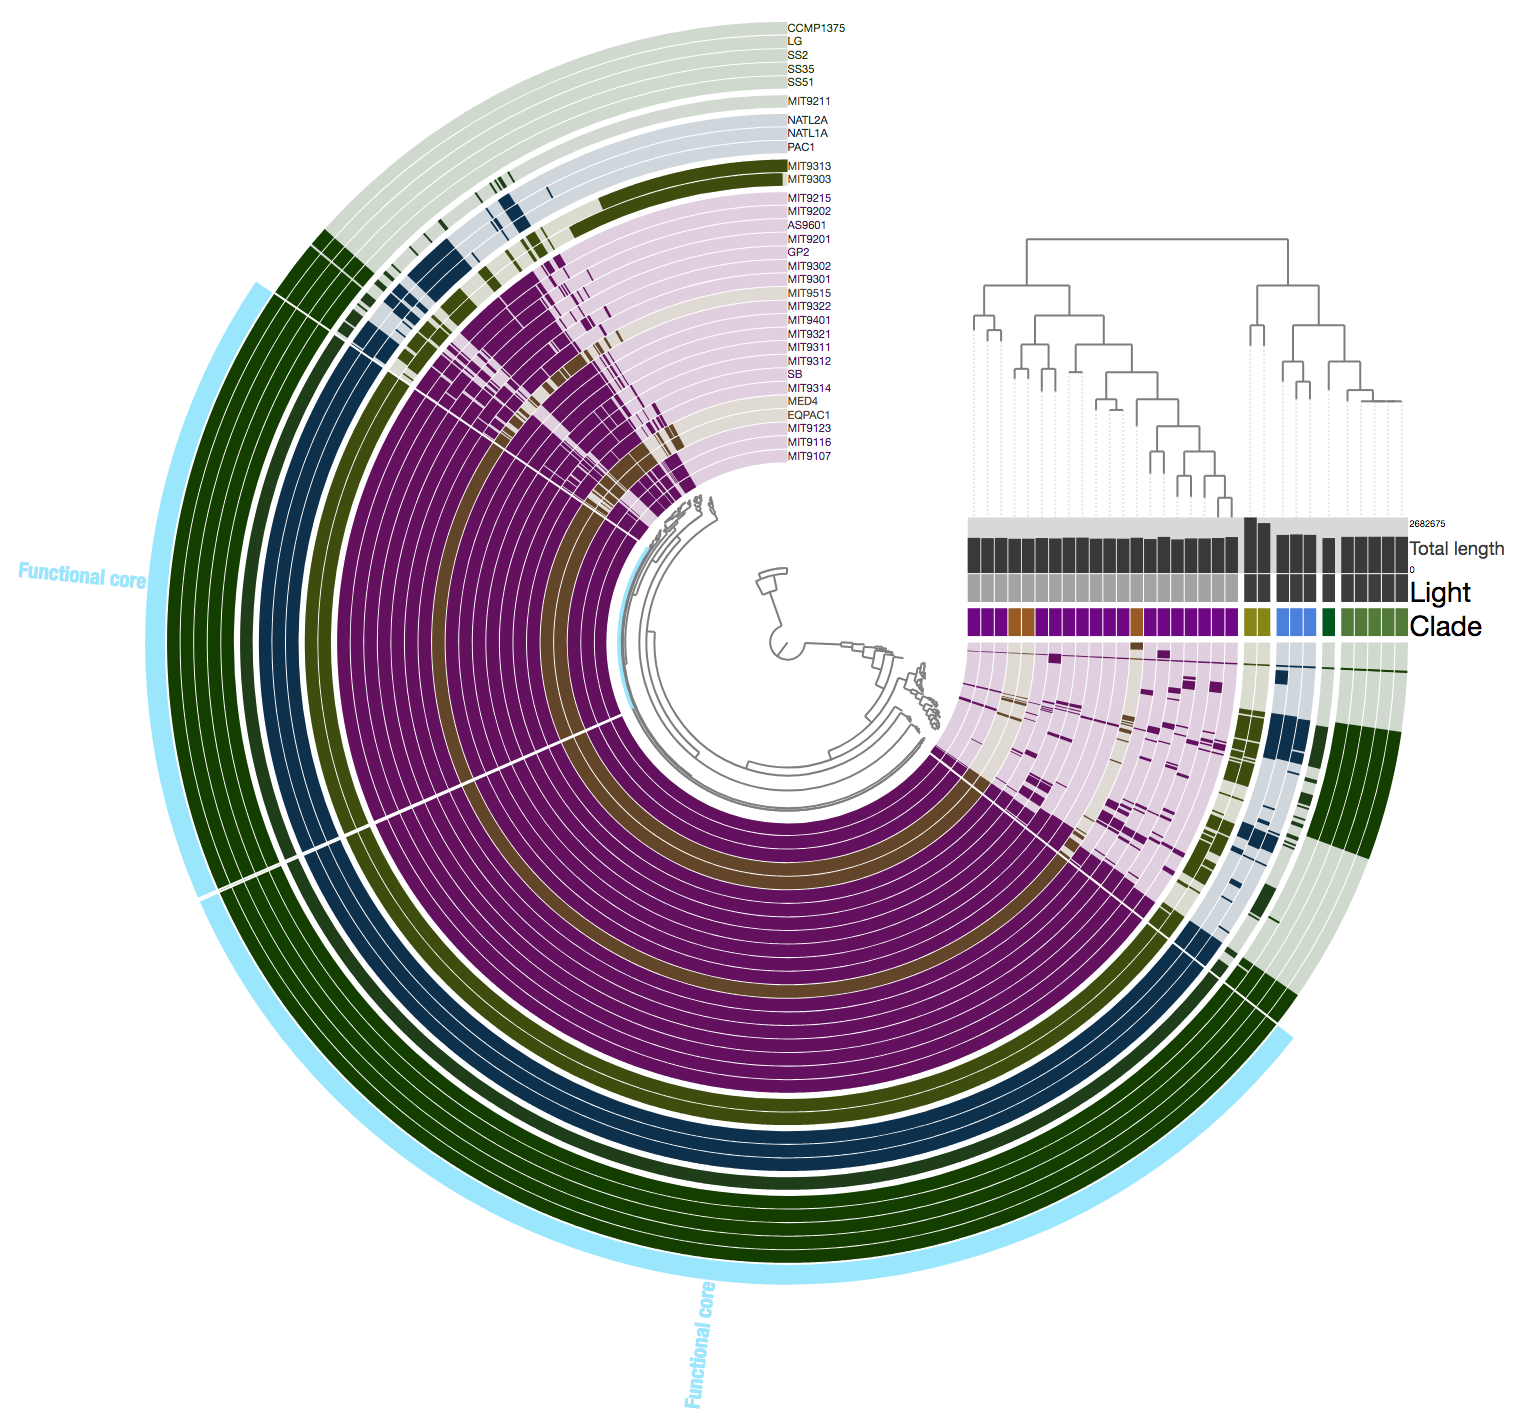 CCMP1375
LG
SS2
SS35
SS51
MIT9211
NATL2A
NATL1A
PAC1
MIT9313
MIT9303
MIT9215
MIT9202
AS9601
MIT9201
GP2
MIT9302
MIT9301
MIT9515
MIT9322
MIT9401
MIT9321
MIT9311
MIT9312
SB
MIT9314
MED4
EQPAC1
MIT9123
MIT9116
MIT9107
2682675
Total length
0
Light
Clade
Functional core
Functional core